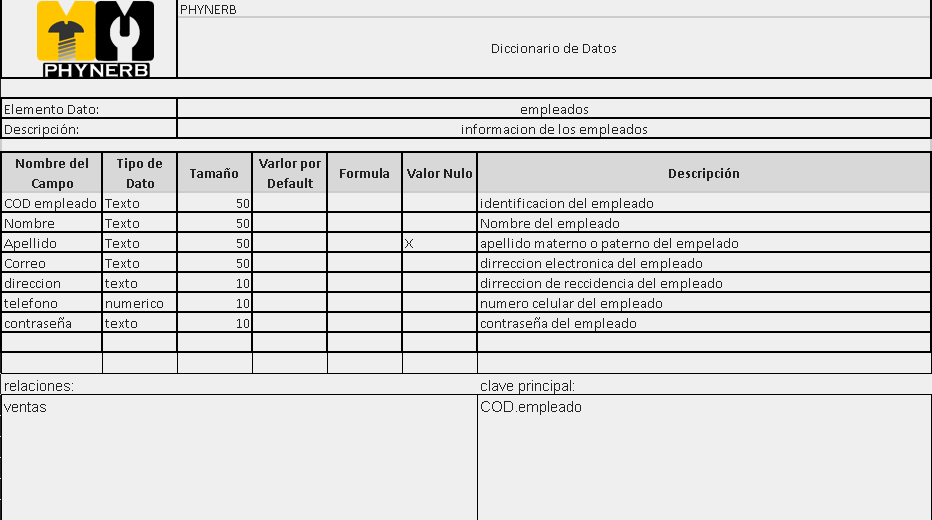 PHYNERB
PHYNERB
Diccionario de Datos
Elemento Dato: empleados
Descripción: informacion de los empleados
Nombre del Campo Tipo de Dato Tamaño Varlor por Default Formula Valor Nulo Descripción
COD empleado Texto 50 identificacion del empleado
Nombre Texto 50 Nombre del empleado
Apellido Texto 50 X apellido materno o paterno del empelado
Correo Texto 50 dirreccion electronica del empleado
direccion texto 10 dirreccion de reccidencia del empleado
telefono numerico 10 numero celular del empleado
contraseña texto 10 contraseña del empleado
relaciones: clave principal:
ventas COD.empleado